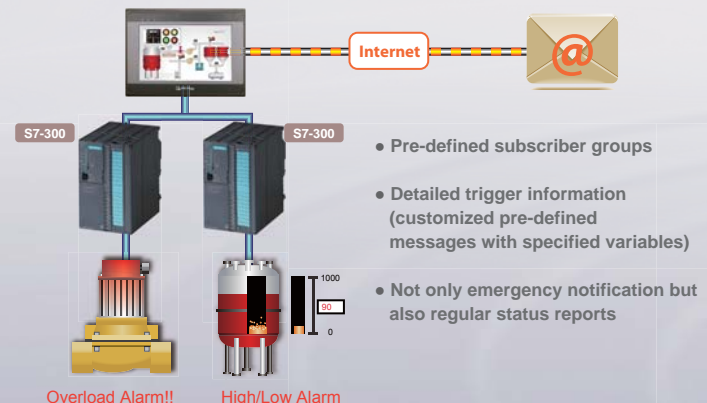 Internet
@
S7-300
S7-300
● Pre-defined subscriber groups
● Detailed trigger information
(customized pre-defined
messages with specified variables)
● Not only emergency notification but
also regular status reports
1000
90
0
Overload Alarm!!
High/Low Alarm